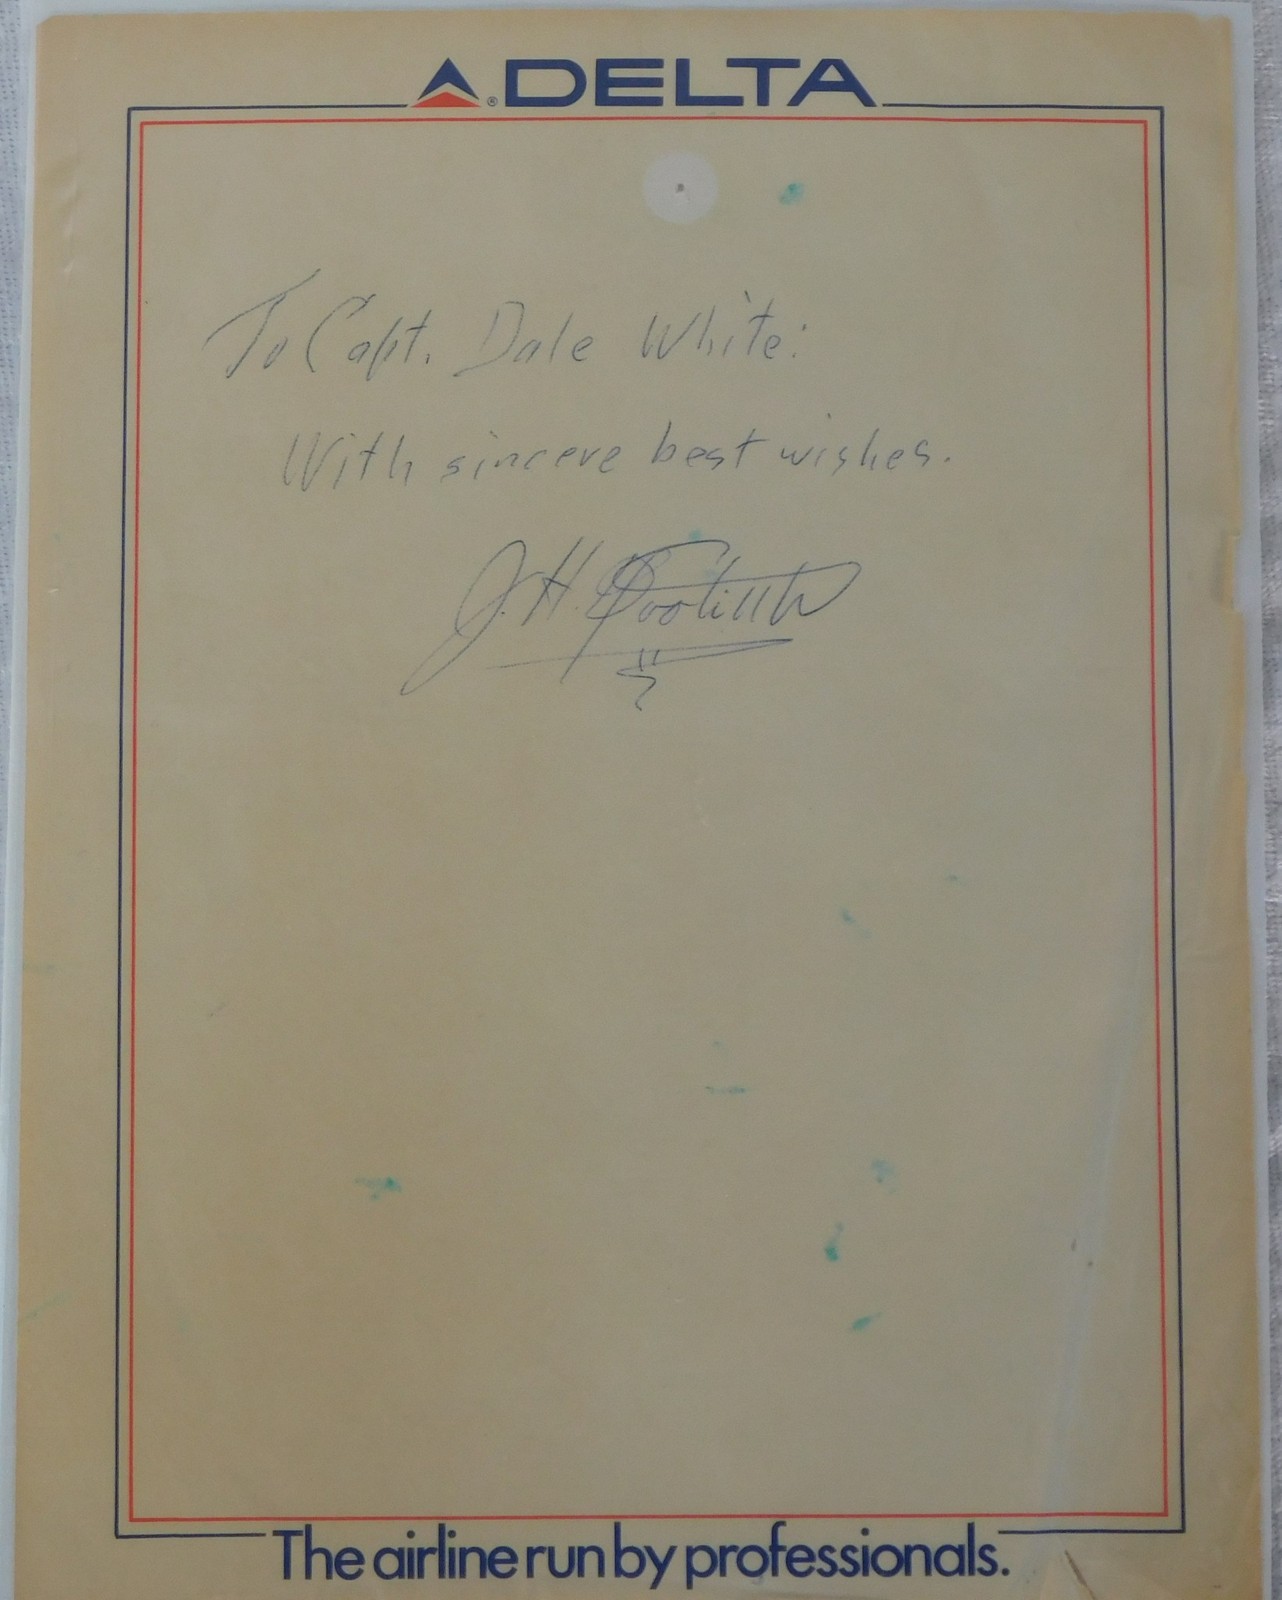 DELTA
To Capt. Dale White:
With sincere best wishes.
J. H. Doolittle
The airline run by professionals.